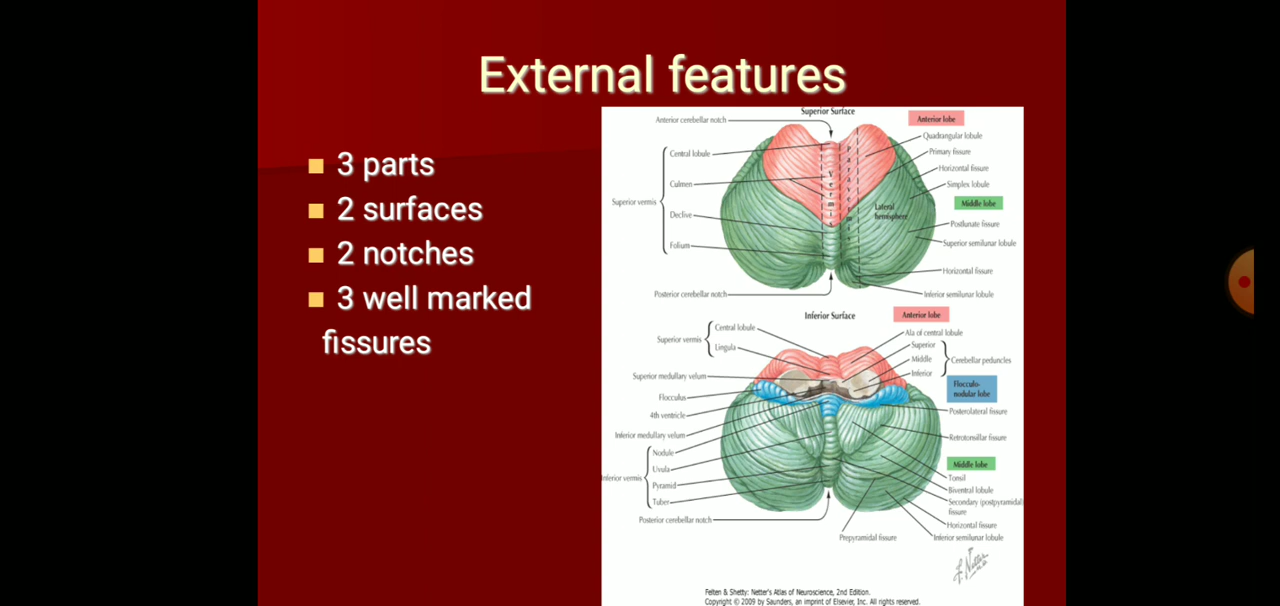 External features
3 parts
2 surfaces
2 notches
3 well marked
fissures
Superior Surface
Anterior cerebellar notch
Anterior lobe
Quadrangular lobule
Primary fissure
Horizontal fissure
Simplex lobule
Middle lobe
Postlunate fissure
Superior semilunar lobule
Horizontal fissure
Inferior semilunar lobule
Central lobule
Culmen
Superior vermis
Declive
Folium
Posterior cerebellar notch
Vermis
Lateral
hemisphere
Inferior Surface
Anterior lobe
Central lobule
Superior vermis
Lingula
Superior medullary velum
Flocculus
4th ventricle
Inferior medullary velum
Nodule
Uvula
Inferior vermis
Pyramid
Tuber
Posterior cerebellar notch
Ala of central lobule
Superior
Middle
Cerebellar peduncles
Inferior
Flocculo-
nodular lobe
Posterolateral fissure
Retrotonsillar fissure
Middle lobe
Tonsil
Biventral lobule
Secondary (postpyramidal)
fissure
Horizontal fissure
Inferior semilunar lobule
Prepyramidal fissure
F. Netter
Felten & Shetty: Netter's Atlas of Neuroscience, 2nd Edition.
Copyright © 2009 by Saunders, an imprint of Elsevier, Inc. All rights reserved.